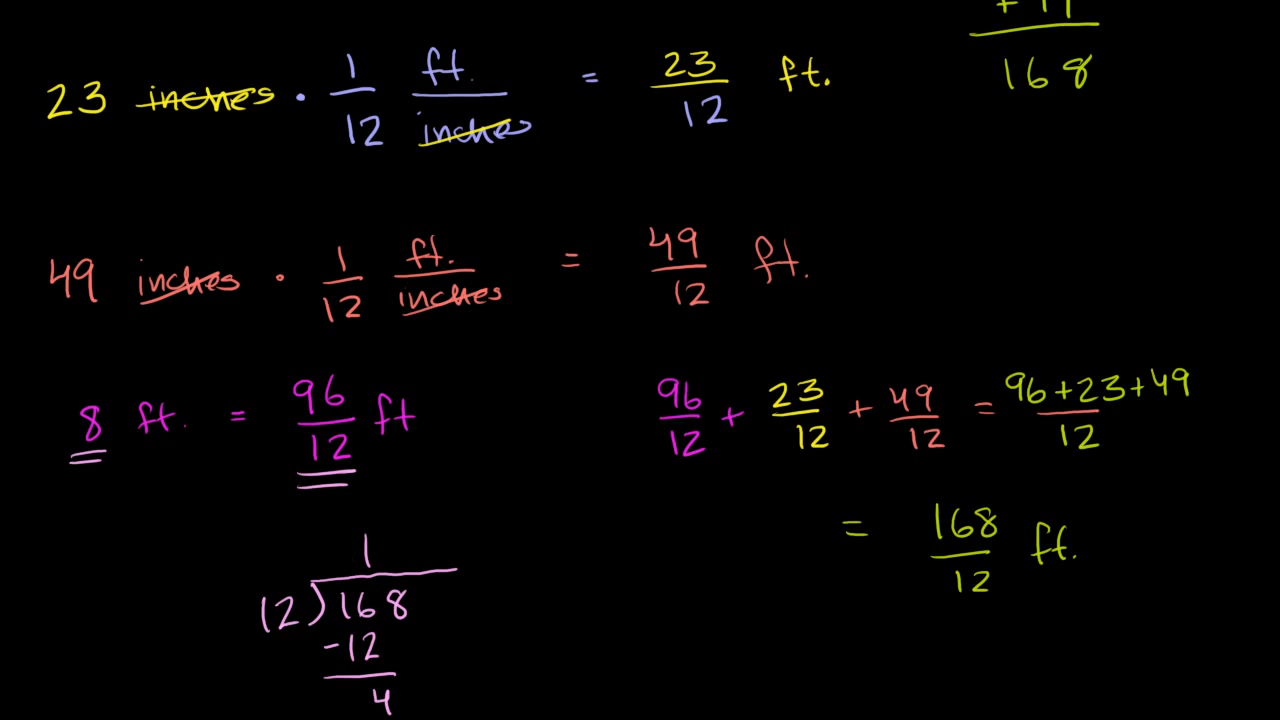 + 49
168
23 inches · 1/12 ft./inches = 23/12 ft.
49 inches · 1/12 ft./inches = 49/12 ft.
8 ft. = 96/12 ft
96/12 + 23/12 + 49/12 = 96+23+49/12
= 168/12 ft.
1
12)168
-12
4